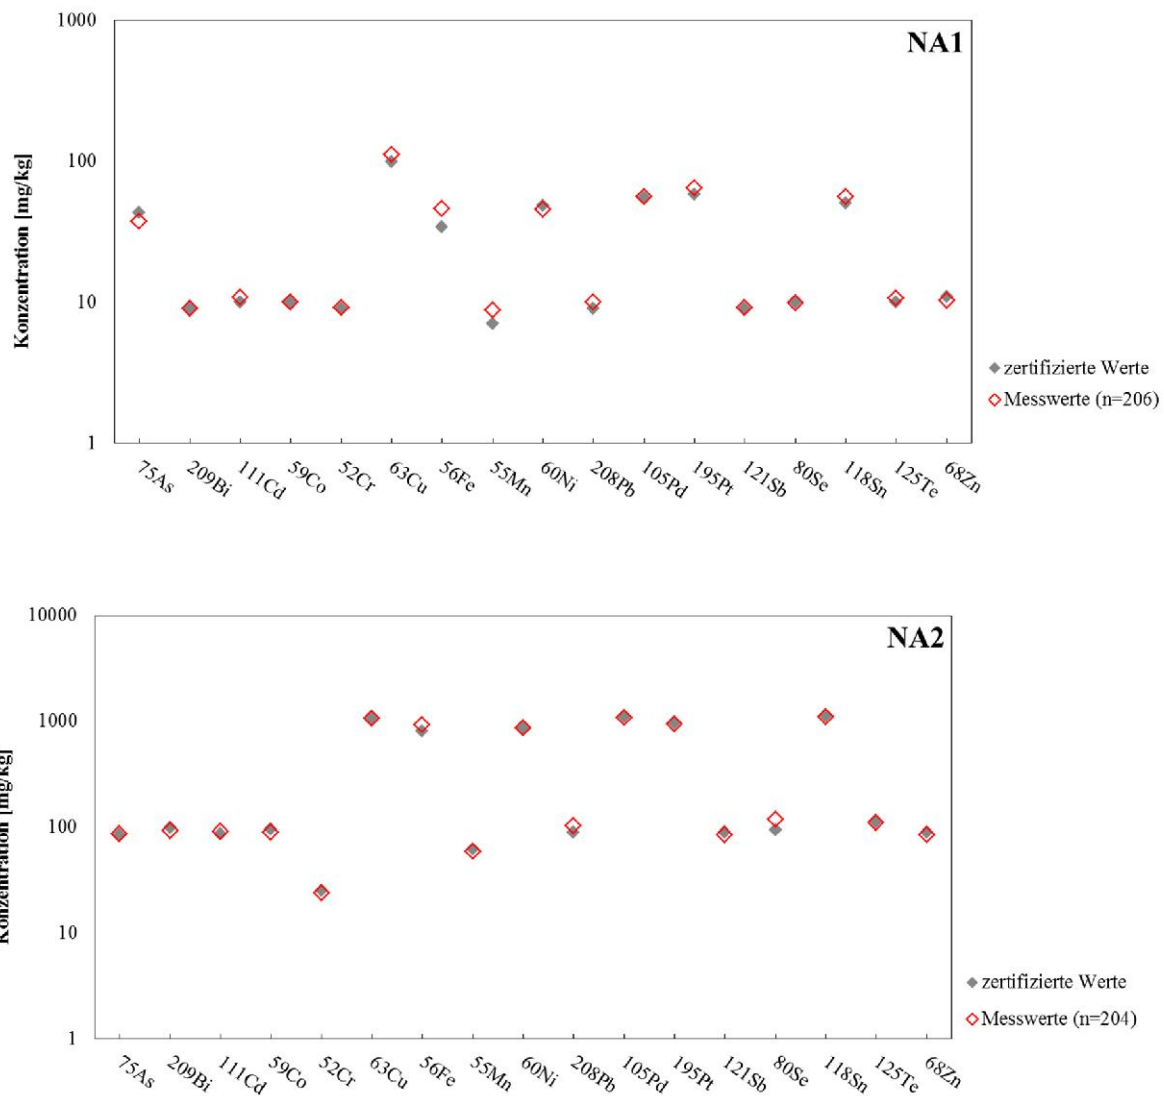 NA1
Konzentration [mg/kg]
1000
100
10
1
75As
209Bi
111Cd
59Co
52Cr
63Cu
56Fe
55Mn
60Ni
208Pb
105Pd
195Pt
121Sb
80Se
118Sn
125Te
68Zn
zertifizierte Werte
Messwerte (n=206)
NA2
Konzentration [mg/kg]
10000
1000
100
10
1
75As
209Bi
111Cd
59Co
52Cr
63Cu
56Fe
55Mn
60Ni
208Pb
105Pd
195Pt
121Sb
80Se
118Sn
125Te
68Zn
zertifizierte Werte
Messwerte (n=204)